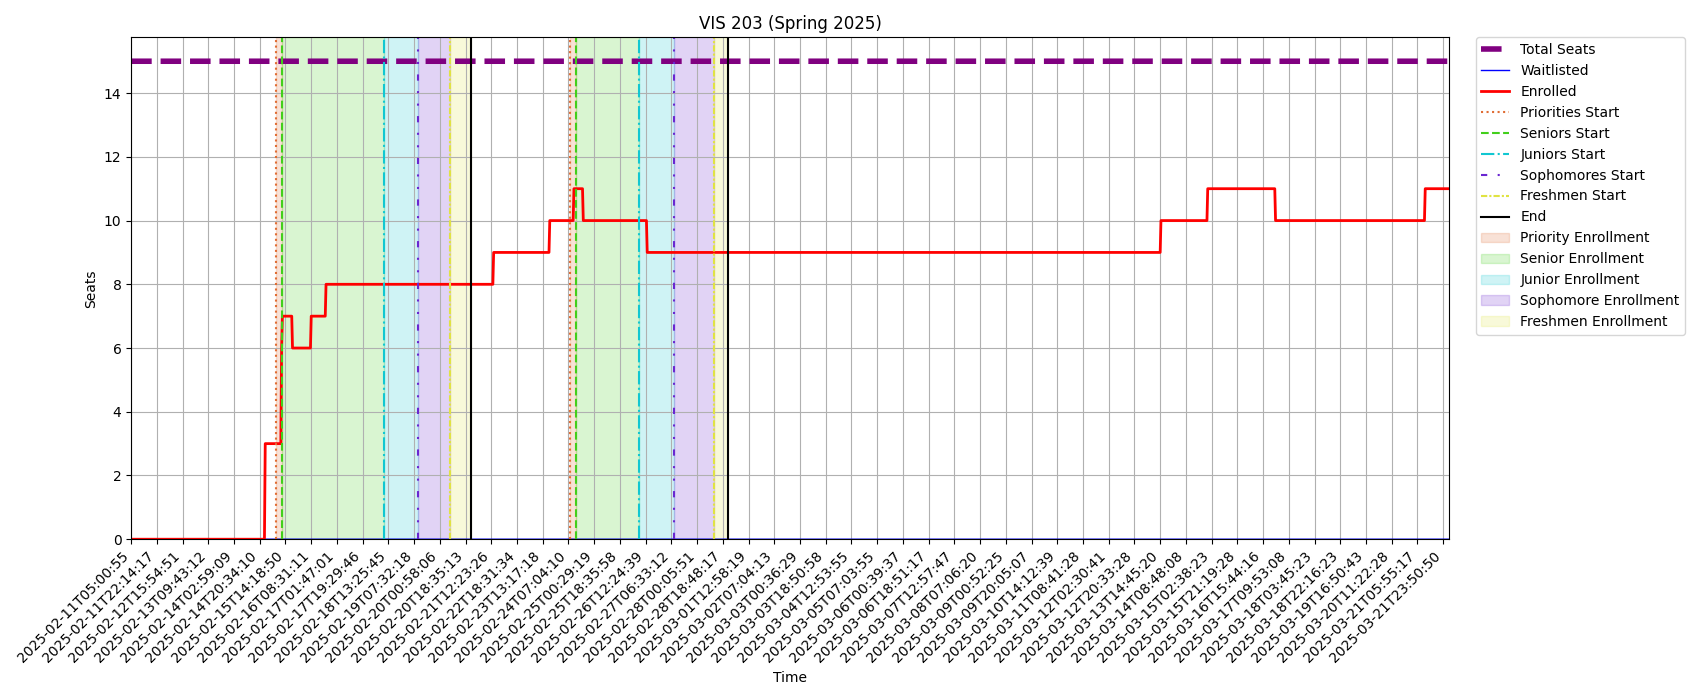 VIS 203 (Spring 2025)
Seats
14
12
10
8
6
4
2
0
2025-02-11T05:00:55
2025-02-11T22:14:17
2025-02-12T15:54:51
2025-02-13T09:43:12
2025-02-14T02:59:09
2025-02-14T20:34:10
2025-02-15T14:18:50
2025-02-16T08:31:11
2025-02-17T01:47:01
2025-02-17T19:29:46
2025-02-18T13:25:45
2025-02-19T07:32:18
2025-02-20T00:58:06
2025-02-20T18:35:13
2025-02-21T12:23:26
2025-02-22T18:31:34
2025-02-23T13:17:18
2025-02-24T07:04:10
2025-02-25T00:29:19
2025-02-25T18:35:58
2025-02-26T12:24:39
2025-02-27T06:33:12
2025-02-28T00:05:51
2025-02-28T18:48:17
2025-03-01T12:58:19
2025-03-02T07:04:13
2025-03-03T00:36:29
2025-03-03T18:50:58
2025-03-04T12:53:55
2025-03-05T07:03:55
2025-03-06T00:39:37
2025-03-06T18:51:17
2025-03-07T12:57:47
2025-03-08T07:06:20
2025-03-09T00:52:25
2025-03-09T20:05:07
2025-03-10T14:12:39
2025-03-11T08:41:28
2025-03-12T02:30:41
2025-03-12T20:33:28
2025-03-13T14:45:20
2025-03-14T08:48:08
2025-03-15T02:38:23
2025-03-15T21:19:28
2025-03-16T15:44:16
2025-03-17T09:53:08
2025-03-18T03:45:23
2025-03-18T22:16:23
2025-03-19T16:50:43
2025-03-20T11:22:28
2025-03-21T05:55:17
2025-03-21T23:50:50
Time
Total Seats
Waitlisted
Enrolled
Priorities Start
Seniors Start
Juniors Start
Sophomores Start
Freshmen Start
End
Priority Enrollment
Senior Enrollment
Junior Enrollment
Sophomore Enrollment
Freshmen Enrollment